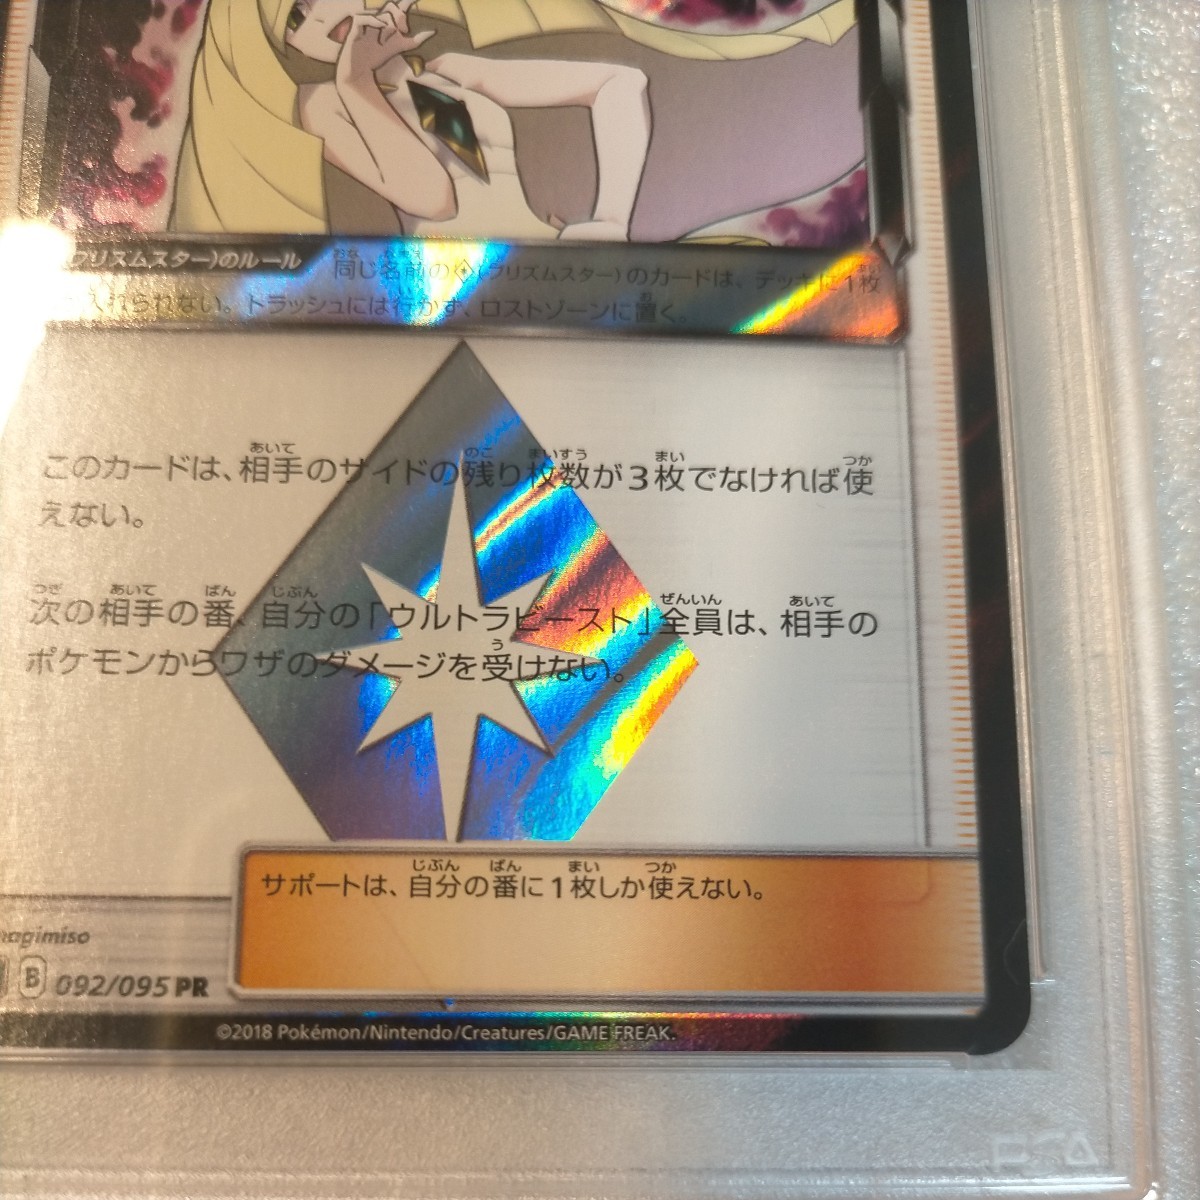 プリズムスター)のルール 同じ名前の◇(プリズムスター)のカードは、デッキに1枚
入れられない。トラッシュには行かず、ロストゾーンに置く。
このカードは、相手のサイドの残り枚数が3枚でなければ使
えない。
次の相手の番、自分の「ウルトラビースト」全員は、相手の
ポケモンからワザのダメージを受けない。
サポートは、自分の番に1枚しか使えない。
nagimiso
B 092/095 PR
©2018 Pokémon/Nintendo/Creatures/GAME FREAK.
PSA